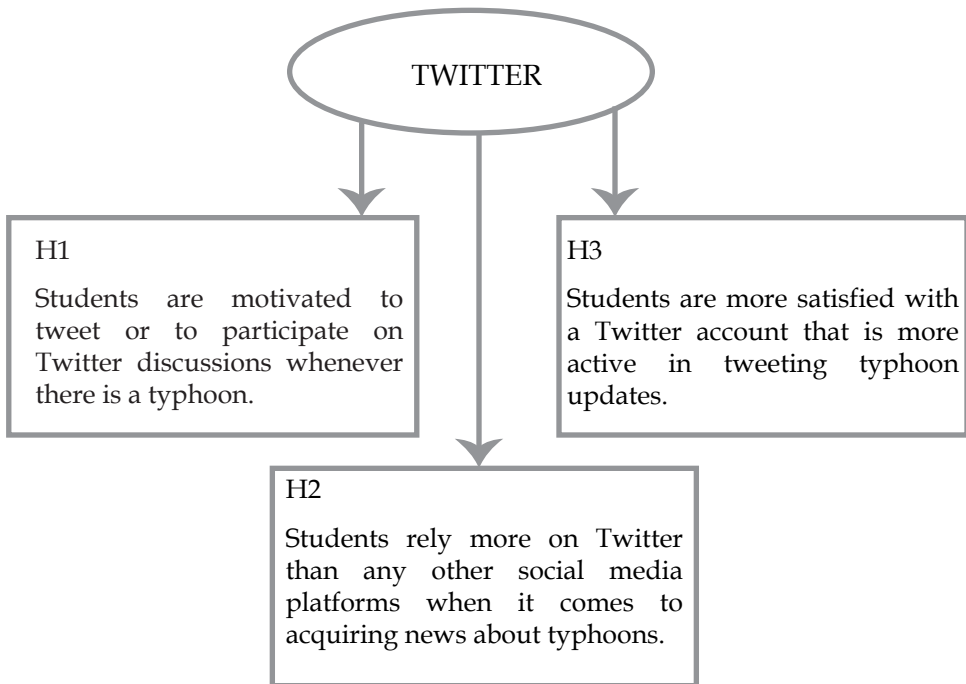 TWITTER
H1
Students are motivated to
tweet or to participate on
Twitter discussions whenever
there is a typhoon.
H3
Students are more satisfied with
a Twitter account that is more
active in tweeting typhoon
updates.
H2
Students rely more on Twitter
than any other social media
platforms when it comes to
acquiring news about typhoons.